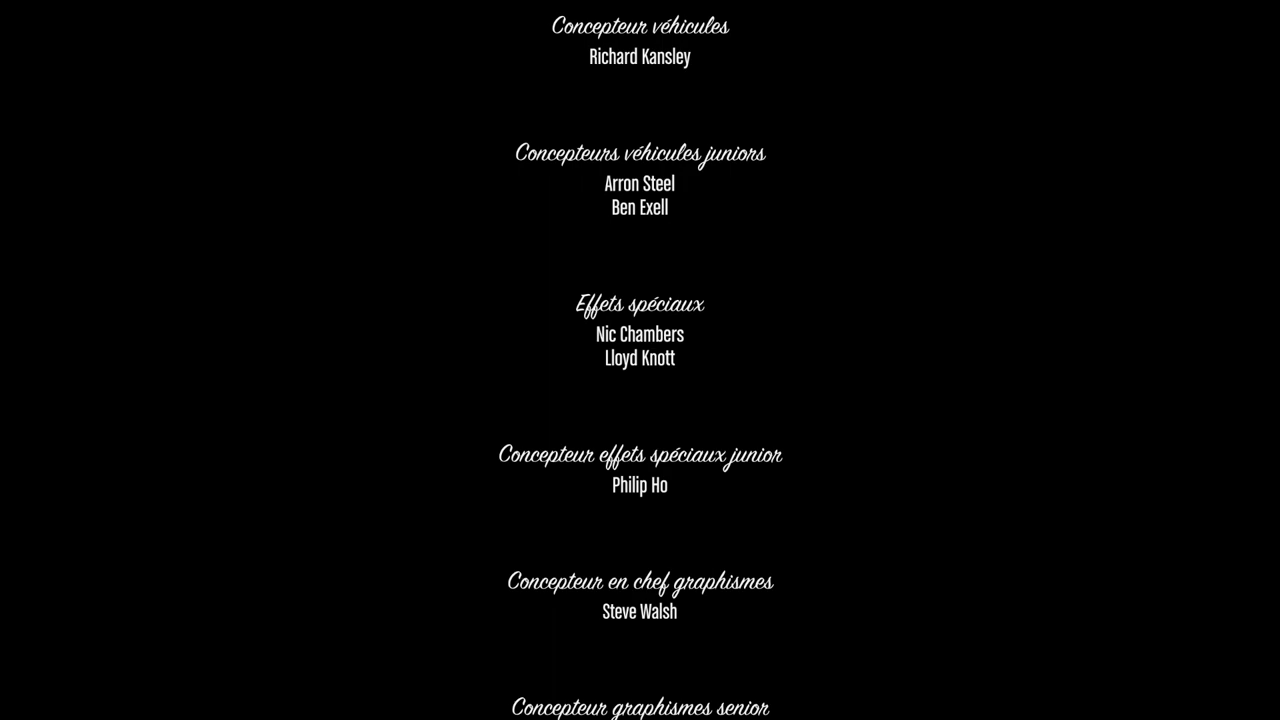 Concepteur véhicules
Richard Kansley
Concepteurs véhicules juniors
Arron Steel
Ben Exell
Effets spéciaux
Nic Chambers
Lloyd Knott
Concepteur effets spéciaux junior
Philip Ho
Concepteur en chef graphismes
Steve Walsh
Concepteur graphismes senior